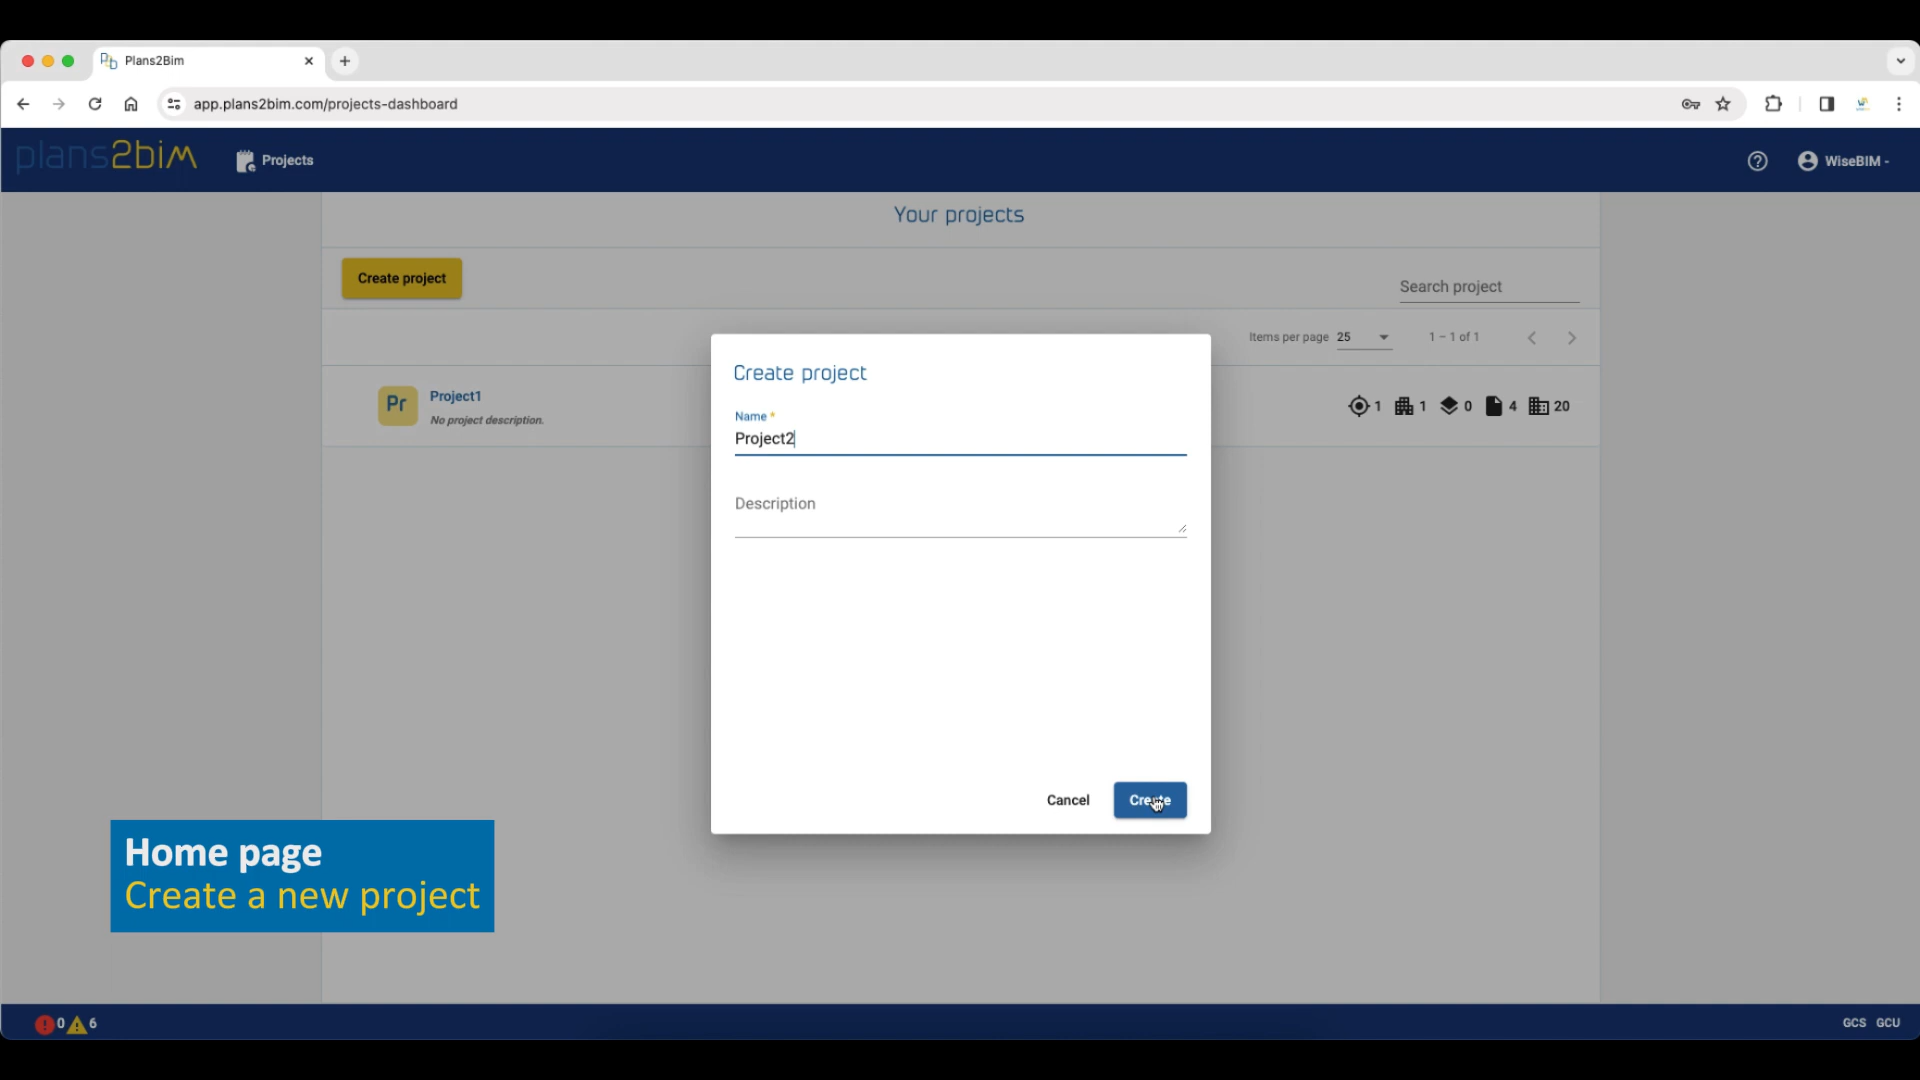 Plans2Bim
app.plans2bim.com/projects-dashboard
plans2bim
Projects
WiseBIM -
Your projects
Create project
Search project
Items per page 25
1 – 1 of 1
Pr
Project1
No project description.
1 1 0 4 20
Create project
Name *
Project2
Description
Cancel
Create
Home page
Create a new project
0 6
GCS GCU